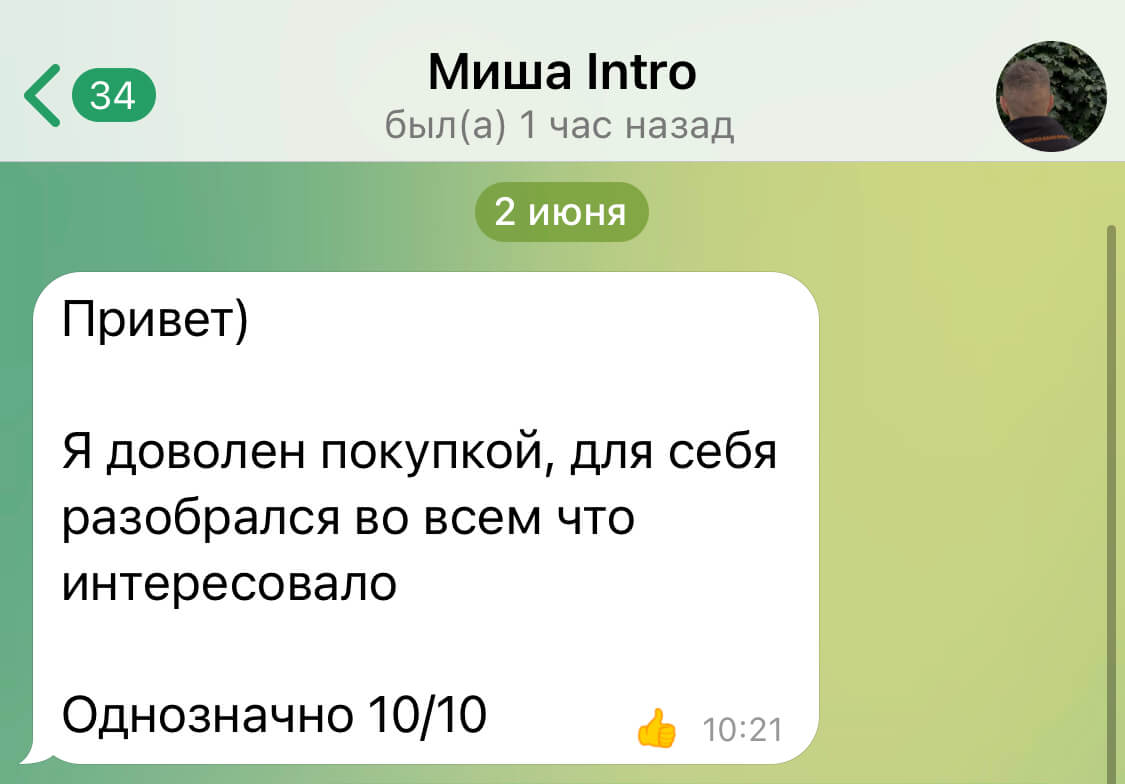 34
Миша Intro
был(а) 1 час назад
2 июня
Привет)
Я доволен покупкой, для себя
разобрался во всем что
интересовало
Однозначно 10/10
10:21